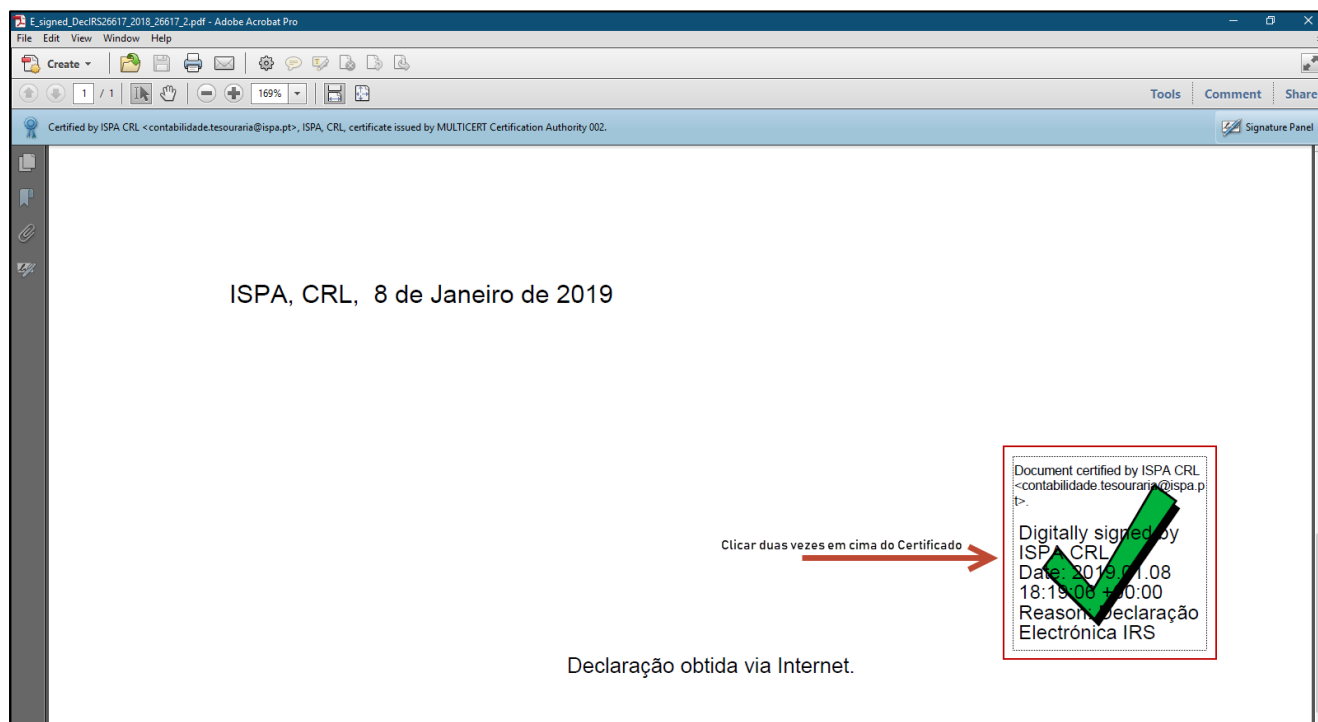 E_signed_DecIRS26617_2018_26617_2.pdf - Adobe Acrobat Pro
File Edit View Window Help
Create
1 / 1 169% Tools Comment Share
Certified by ISPA CRL <contabilidade.tesouraria@ispa.pt>, ISPA, CRL, certificate issued by MULTICERT Certification Authority 002. Signature Panel
ISPA, CRL, 8 de Janeiro de 2019
Document certified by ISPA CRL
<contabilidade.tesouraria@ispa.p
t>.
Clicar duas vezes em cima do Certificado
Digitally signed by
ISPA CRL
Date: 2019.01.08
18:19:06 +00:00
Reason: Declaração
Electrónica IRS
Declaração obtida via Internet.